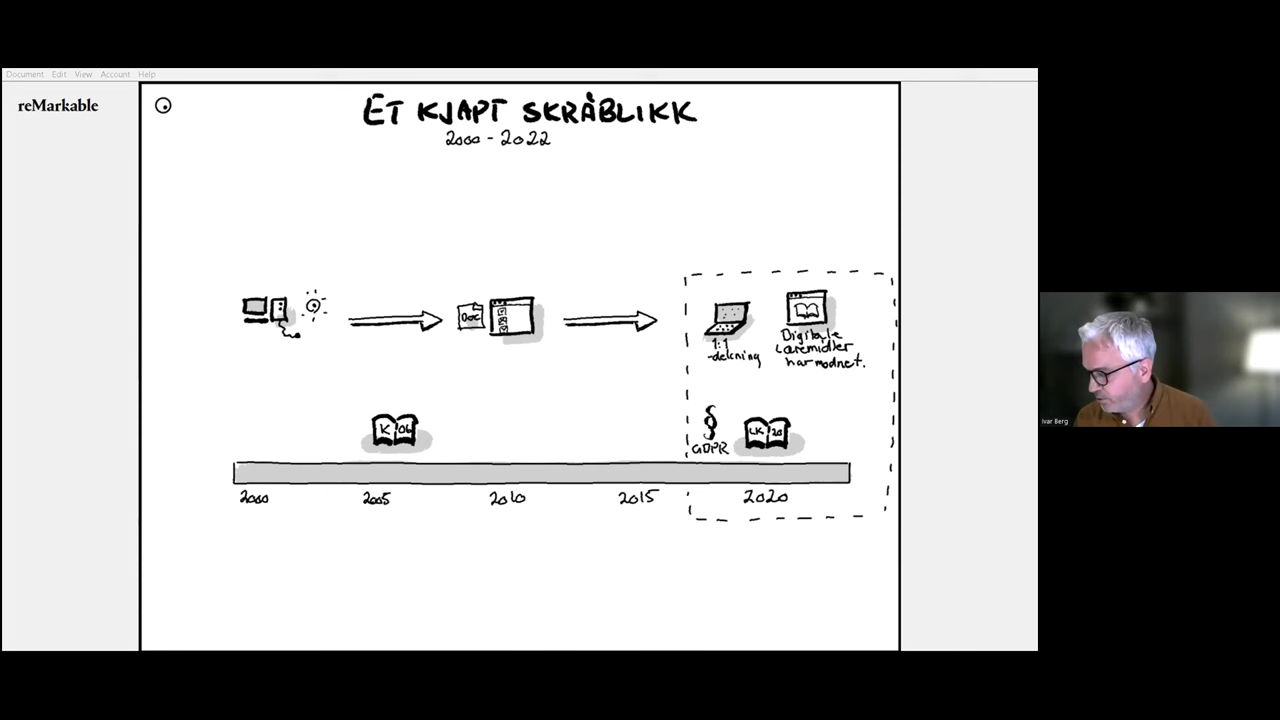 Document Edit View Account Help
reMarkable
ET KJAPT SKRÅBLIKK
2000 - 2022
DOC
1:1
-dekning
Digitale
Læremidler
har modnet.
K 06
§
GDPR
LK 20
2000 2005 2010 2015 2020
Ivar Berg